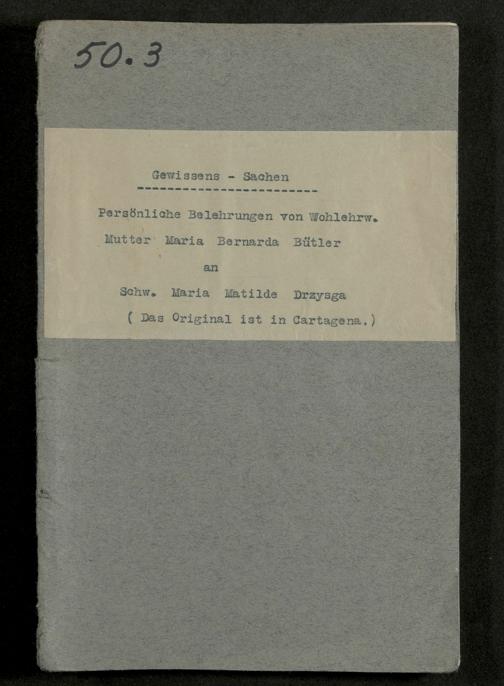 50.3
Gewissens - Sachen
------------------------
Persönliche Belehrungen von Wohlehrw.
Mutter Maria Bernarda Bütler
an
Schw. Maria Matilde Drzysga
( Das Original ist in Cartagena.)